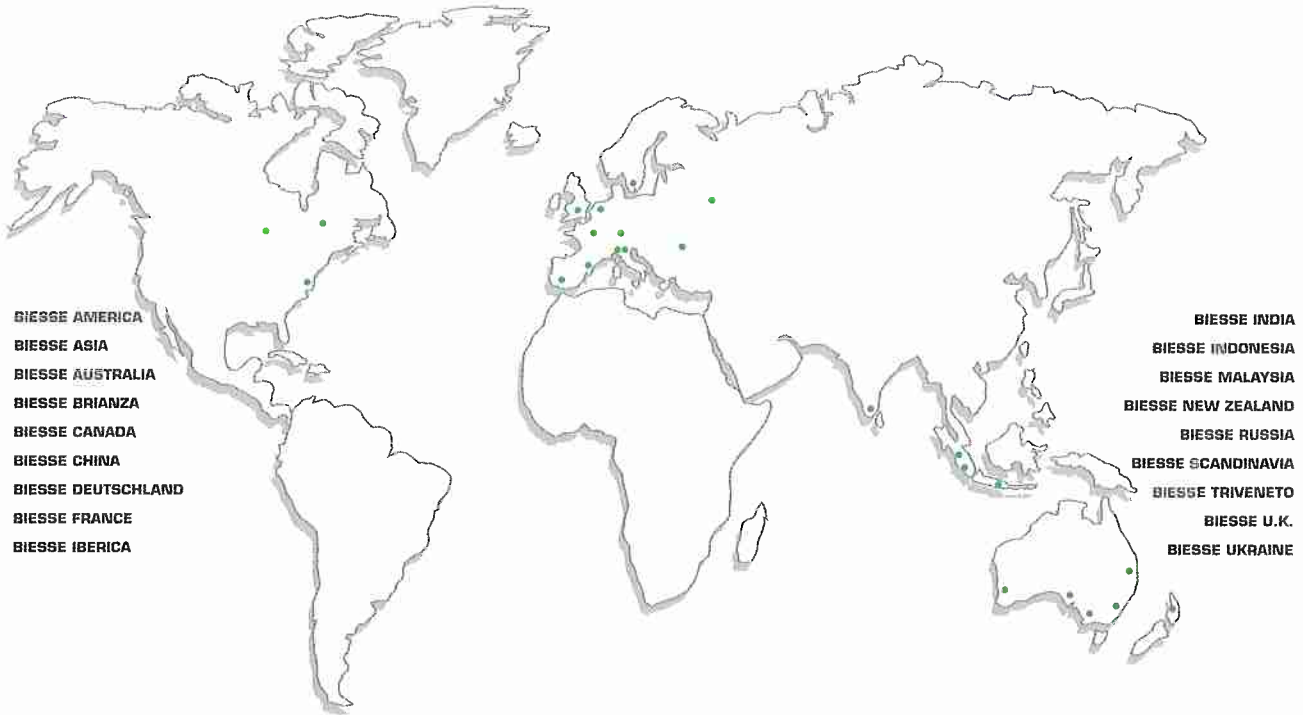 BIESSE AMERICA
BIESSE ASIA
BIESSE AUSTRALIA
BIESSE BRIANZA
BIESSE CANADA
BIESSE CHINA
BIESSE DEUTSCHLAND
BIESSE FRANCE
BIESSE IBERICA
BIESSE INDIA
BIESSE INDONESIA
BIESSE MALAYSIA
BIESSE NEW ZEALAND
BIESSE RUSSIA
BIESSE SCANDINAVIA
BIESSE TRIVENETO
BIESSE U.K.
BIESSE UKRAINE